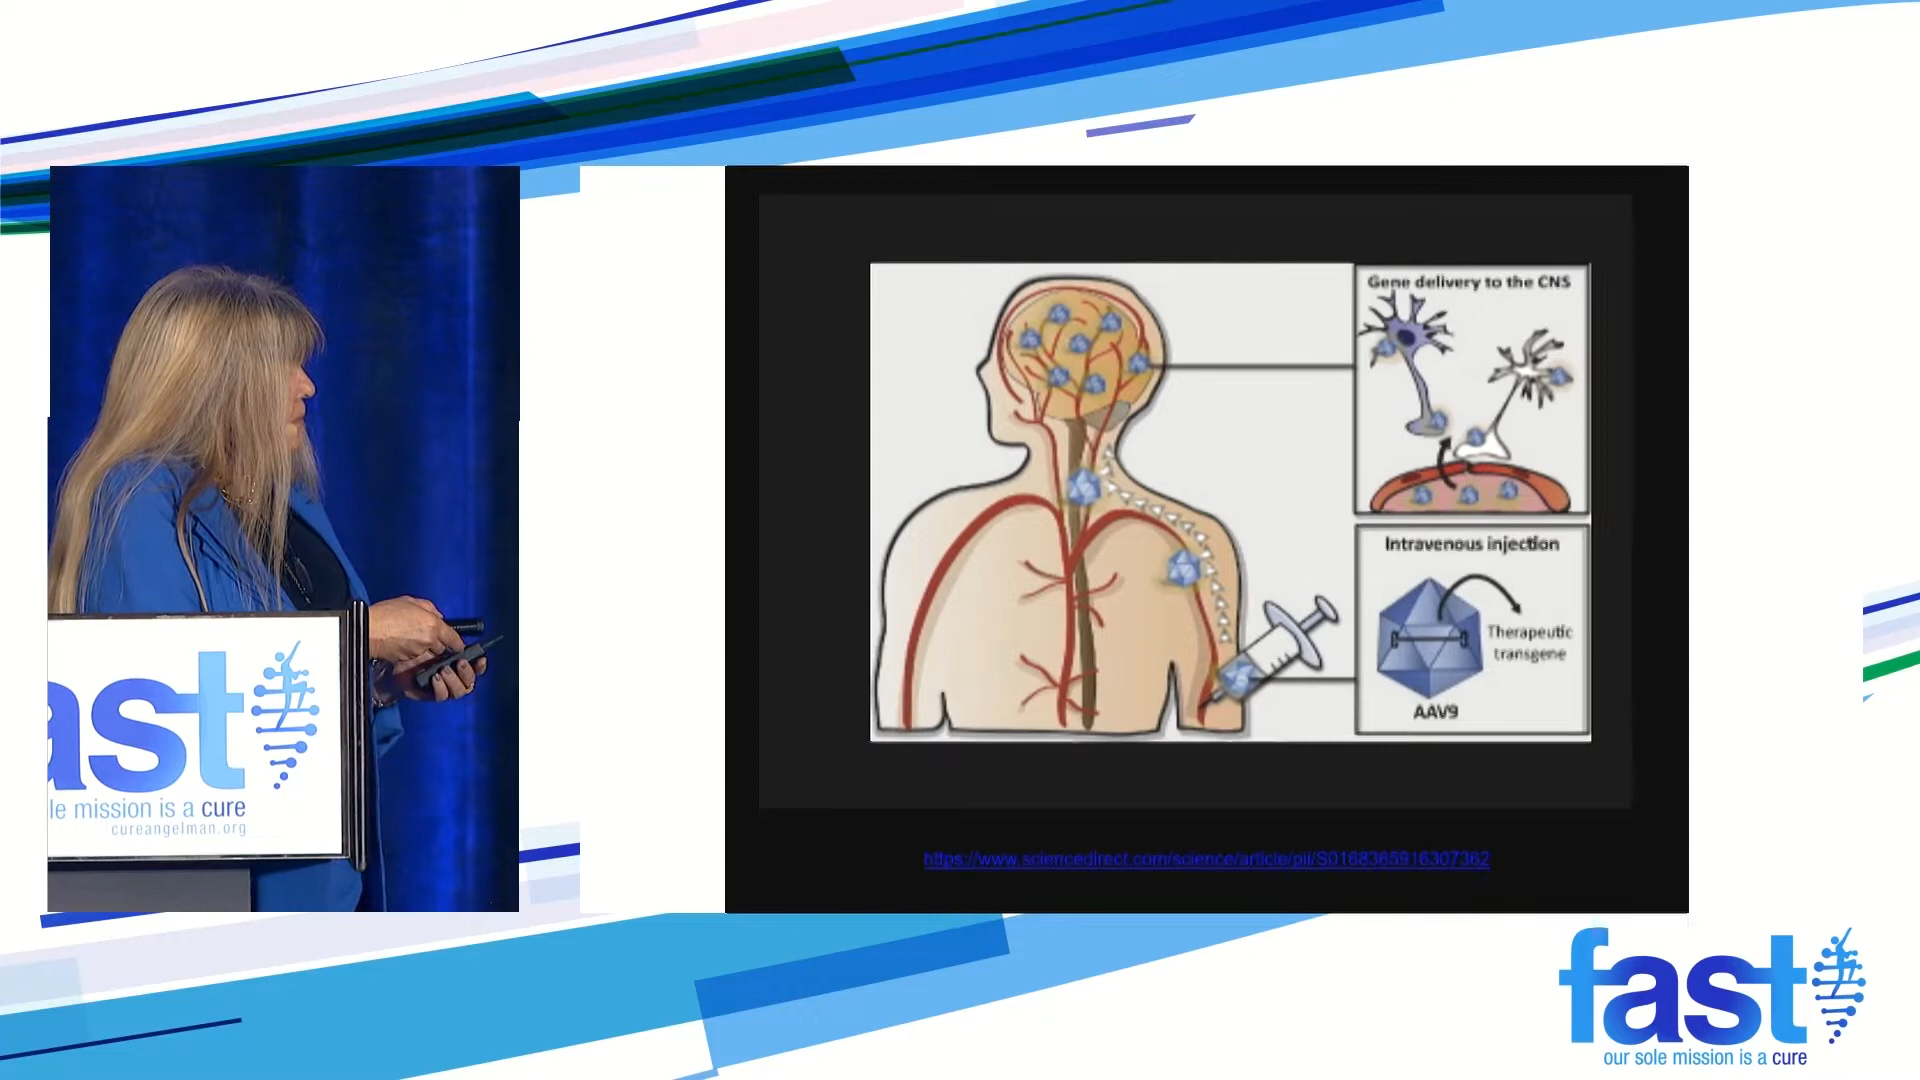 Gene delivery to the CNS
Intravenous injection
Therapeutic
transgene
AAV9
https://www.sciencedirect.com/science/article/pii/S0168365916307362
ast
le mission is a cure
cureangelman.org
fast
our sole mission is a cure